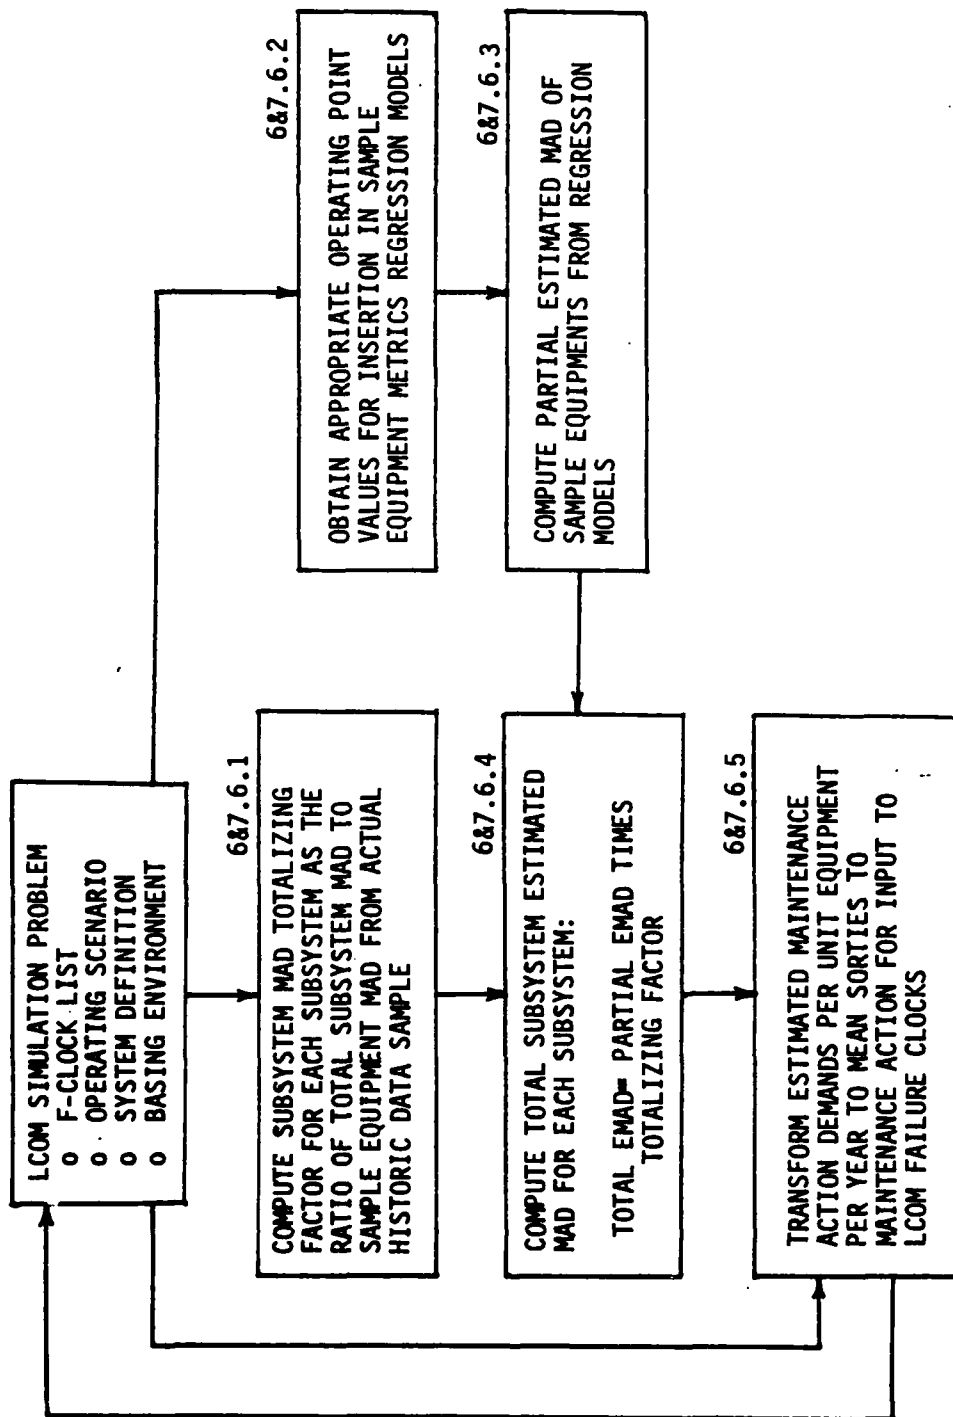 LCOM SIMULATION PROBLEM
o F-CLOCK LIST
o OPERATING SCENARIO
o SYSTEM DEFINITION
o BASING ENVIRONMENT
6&7.6.1
COMPUTE SUBSYSTEM MAD TOTALIZING
FACTOR FOR EACH SUBSYSTEM AS THE
RATIO OF TOTAL SUBSYSTEM MAD TO
SAMPLE EQUIPMENT MAD FROM ACTUAL
HISTORIC DATA SAMPLE
6&7.6.2
OBTAIN APPROPRIATE OPERATING POINT
VALUES FOR INSERTION IN SAMPLE
EQUIPMENT METRICS REGRESSION MODELS
6&7.6.3
COMPUTE PARTIAL ESTIMATED MAD OF
SAMPLE EQUIPMENTS FROM REGRESSION
MODELS
6&7.6.4
COMPUTE TOTAL SUBSYSTEM ESTIMATED
MAD FOR EACH SUBSYSTEM:
TOTAL EMAD= PARTIAL EMAD TIMES
TOTALIZING FACTOR
6&7.6.5
TRANSFORM ESTIMATED MAINTENANCE
ACTION DEMANDS PER UNIT EQUIPMENT
PER YEAR TO MEAN SORTIES TO
MAINTENANCE ACTION FOR INPUT TO
LCOM FAILURE CLOCKS